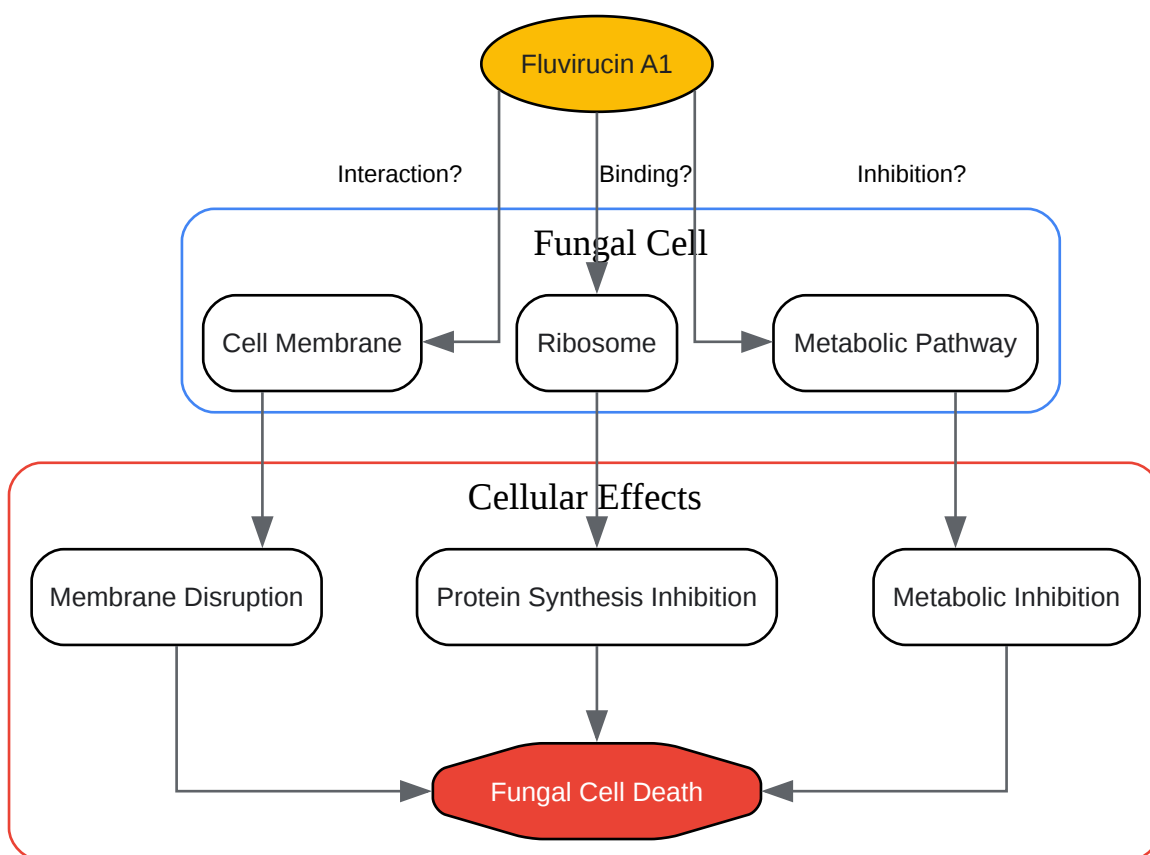 Fluvirucin A1
Interaction?
Binding?
Inhibition?
Fungal Cell
Cell Membrane
Ribosome
Metabolic Pathway
Cellular Effects
Membrane Disruption
Protein Synthesis Inhibition
Metabolic Inhibition
Fungal Cell Death